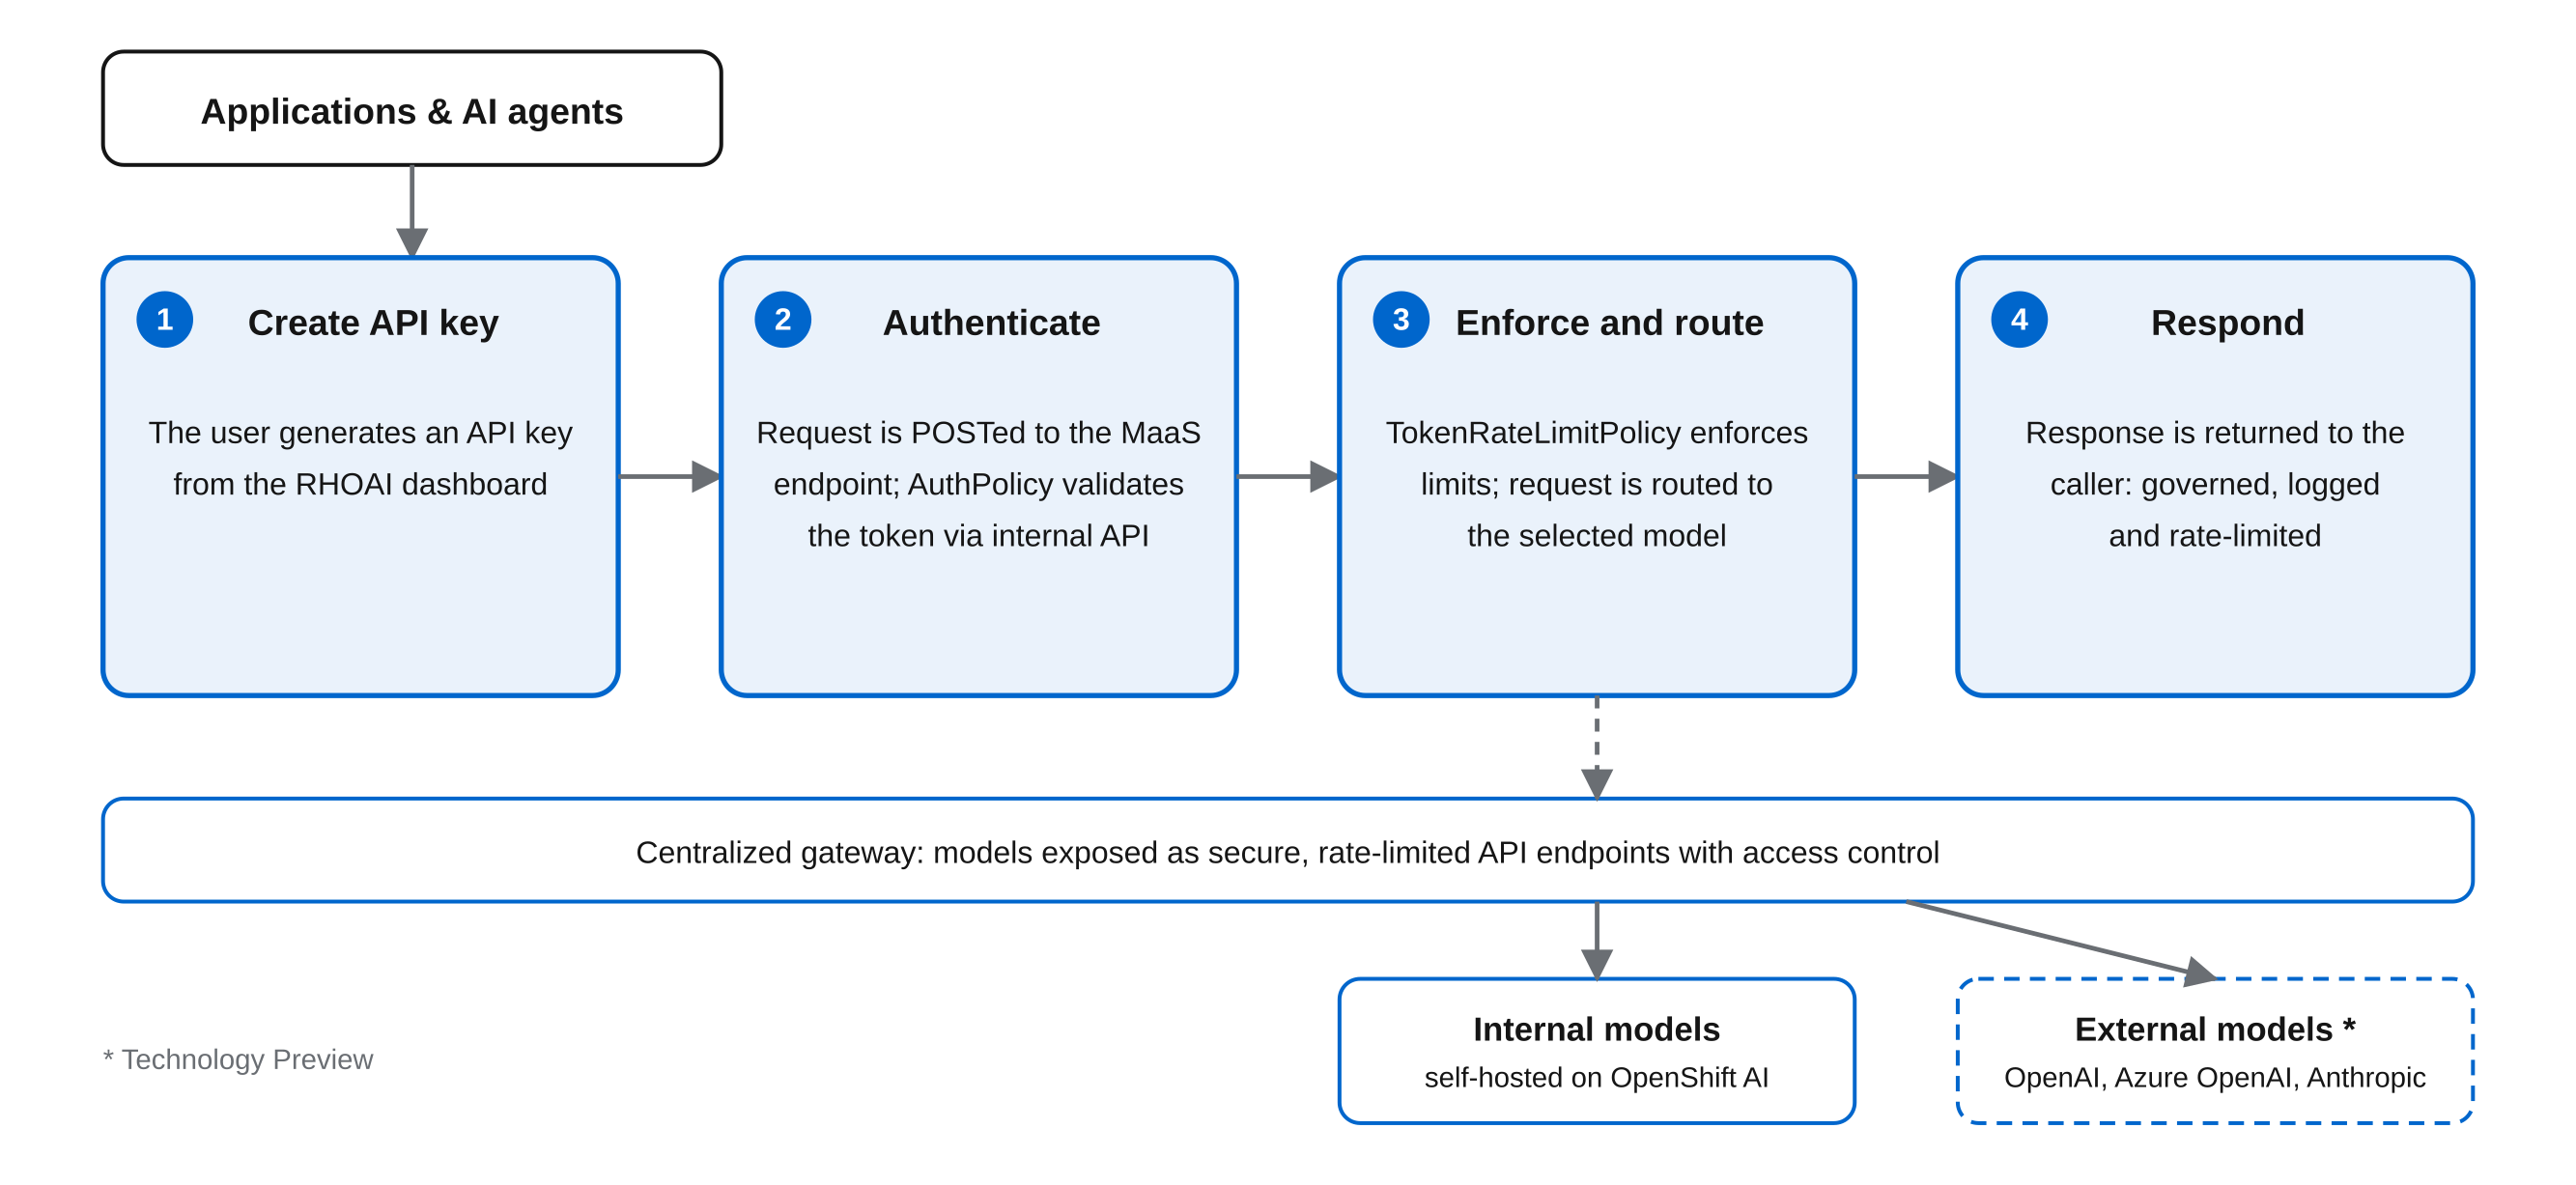 Applications & AI agents
1
Create API key
The user generates an API key
from the RHOAI dashboard
2
Authenticate
Request is POSTed to the MaaS
endpoint; AuthPolicy validates
the token via internal API
3
Enforce and route
TokenRateLimitPolicy enforces
limits; request is routed to
the selected model
4
Respond
Response is returned to the
caller: governed, logged
and rate-limited
Centralized gateway: models exposed as secure, rate-limited API endpoints with access control
Internal models
self-hosted on OpenShift AI
External models *
OpenAI, Azure OpenAI, Anthropic
* Technology Preview